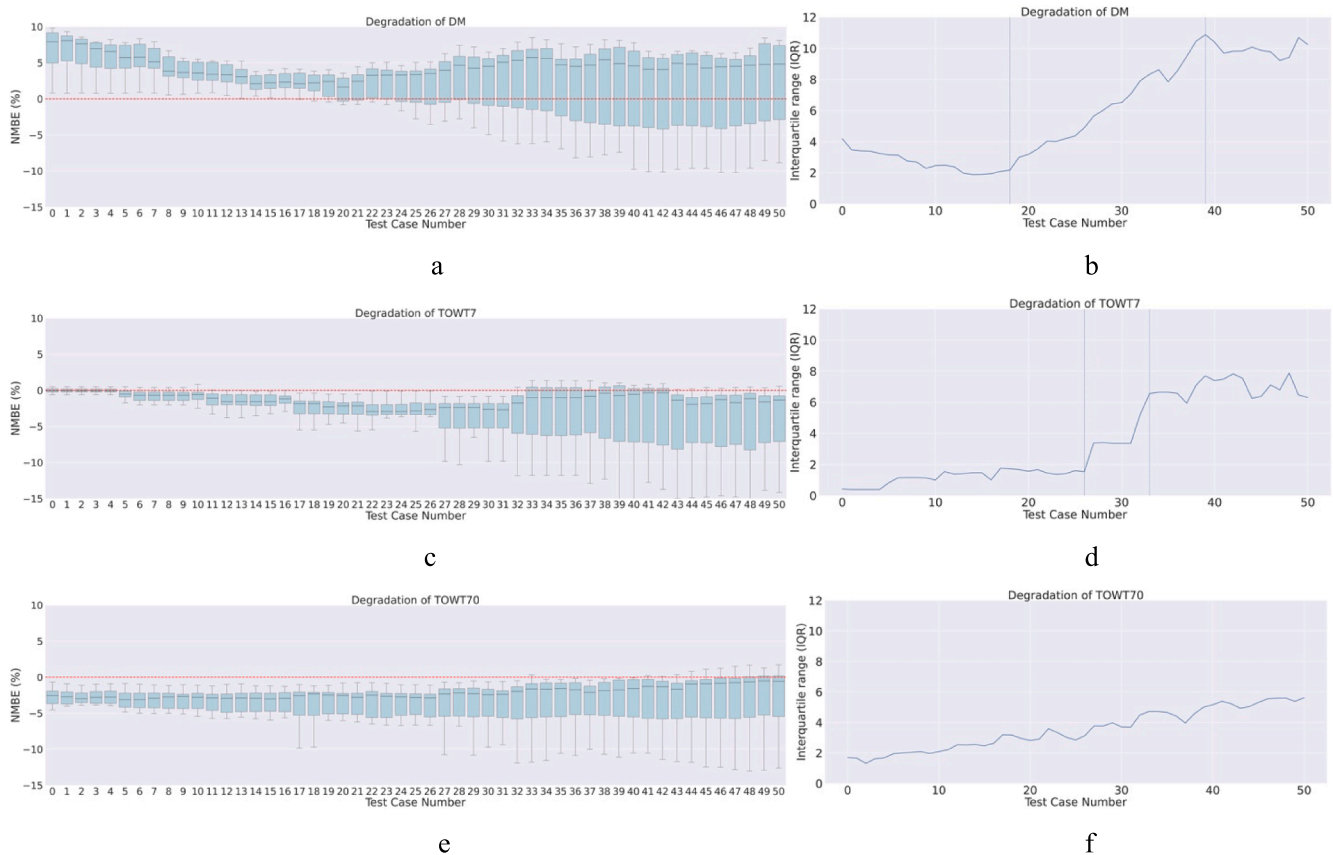 Degradation of DM
NMBE (%)
10
5
0
−5
−10
−15
0 1 2 3 4 5 6 7 8 9 10 11 12 13 14 15 16 17 18 19 20 21 22 23 24 25 26 27 28 29 30 31 32 33 34 35 36 37 38 39 40 41 42 43 44 45 46 47 48 49 50
Test Case Number
a
Degradation of DM
Interquartile range (IQR)
12
10
8
6
4
2
0
0 10 20 30 40 50
Test Case Number
b
Degradation of TOWT7
NMBE (%)
10
5
0
−5
−10
−15
0 1 2 3 4 5 6 7 8 9 10 11 12 13 14 15 16 17 18 19 20 21 22 23 24 25 26 27 28 29 30 31 32 33 34 35 36 37 38 39 40 41 42 43 44 45 46 47 48 49 50
Test Case Number
c
Degradation of TOWT7
Interquartile range (IQR)
12
10
8
6
4
2
0
0 10 20 30 40 50
Test Case Number
d
Degradation of TOWT70
NMBE (%)
10
5
0
−5
−10
−15
0 1 2 3 4 5 6 7 8 9 10 11 12 13 14 15 16 17 18 19 20 21 22 23 24 25 26 27 28 29 30 31 32 33 34 35 36 37 38 39 40 41 42 43 44 45 46 47 48 49 50
Test Case Number
e
Degradation of TOWT70
Interquartile range (IQR)
12
10
8
6
4
2
0
0 10 20 30 40 50
Test Case Number
f